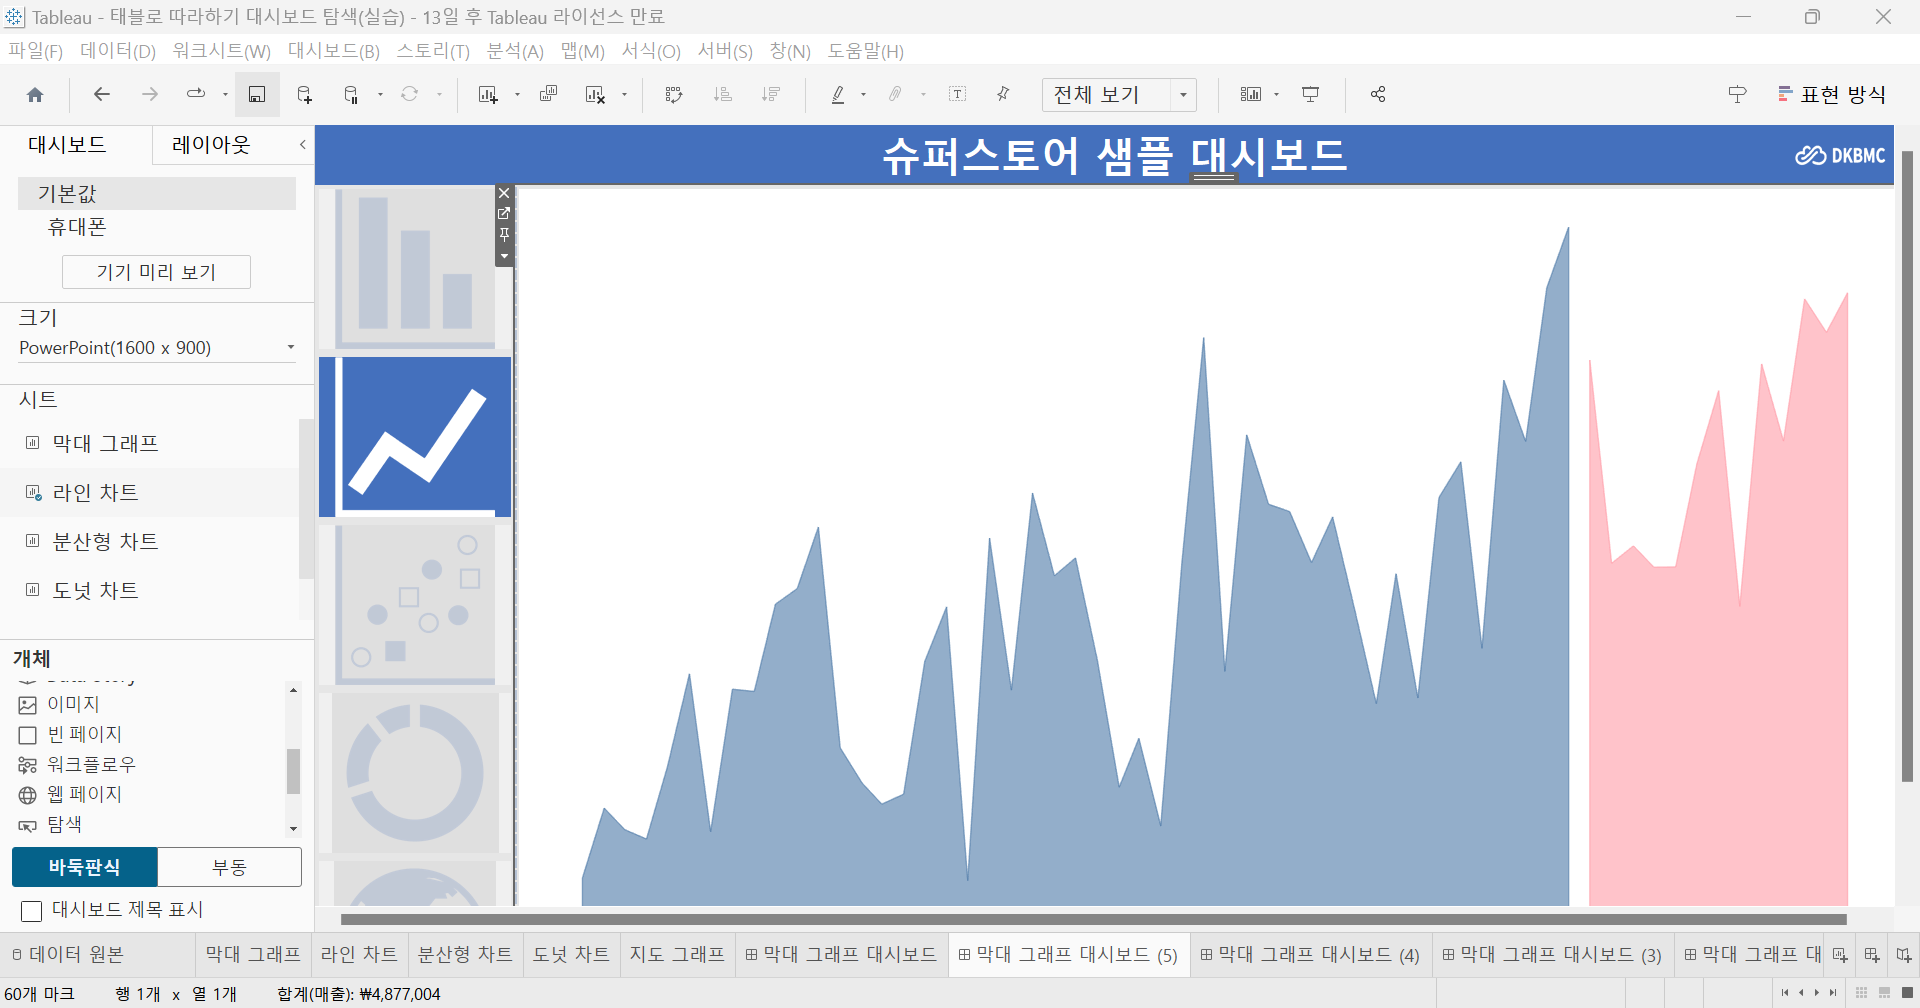 Tableau - 태블로 따라하기 대시보드 탐색(실습) - 13일 후 Tableau 라이선스 만료
파일(F) 데이터(D) 워크시트(W) 대시보드(B) 스토리(T) 분석(A) 맵(M) 서식(O) 서버(S) 창(N) 도움말(H)
전체 보기
표현 방식
대시보드 레이아웃
기본값
휴대폰
기기 미리 보기
크기
PowerPoint(1600 x 900)
시트
막대 그래프
라인 차트
분산형 차트
도넛 차트
개체
Data Story
이미지
빈 페이지
워크플로우
웹 페이지
탐색
바둑판식 부동
대시보드 제목 표시
슈퍼스토어 샘플 대시보드
DKBMC
데이터 원본 막대 그래프 라인 차트 분산형 차트 도넛 차트 지도 그래프 막대 그래프 대시보드 막대 그래프 대시보드 (5) 막대 그래프 대시보드 (4) 막대 그래프 대시보드 (3) 막대 그래프 대
60개 마크 행 1개 x 열 1개 합계(매출): ₩4,877,004